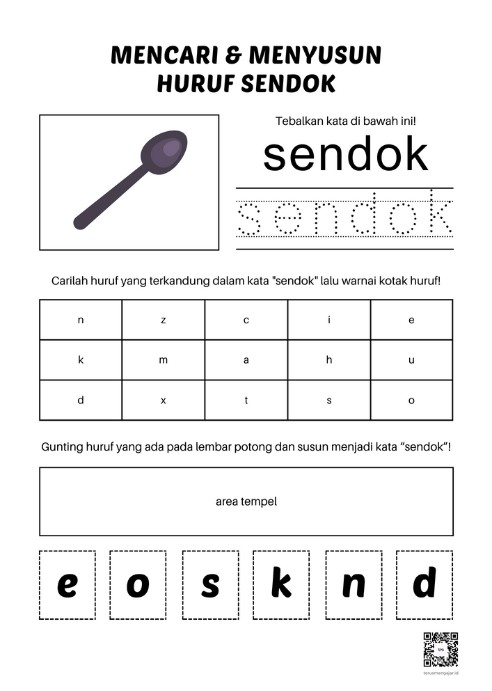 MENCARI & MENYUSUN
HURUF SENDOK
Tebalkan kata di bawah ini!
sendok
sendok
Carilah huruf yang terkandung dalam kata "sendok" lalu warnai kotak huruf!
n z c i e
k m a h u
d x t s o
Gunting huruf yang ada pada lembar potong dan susun menjadi kata “sendok”!
area tempel
e o s k n d